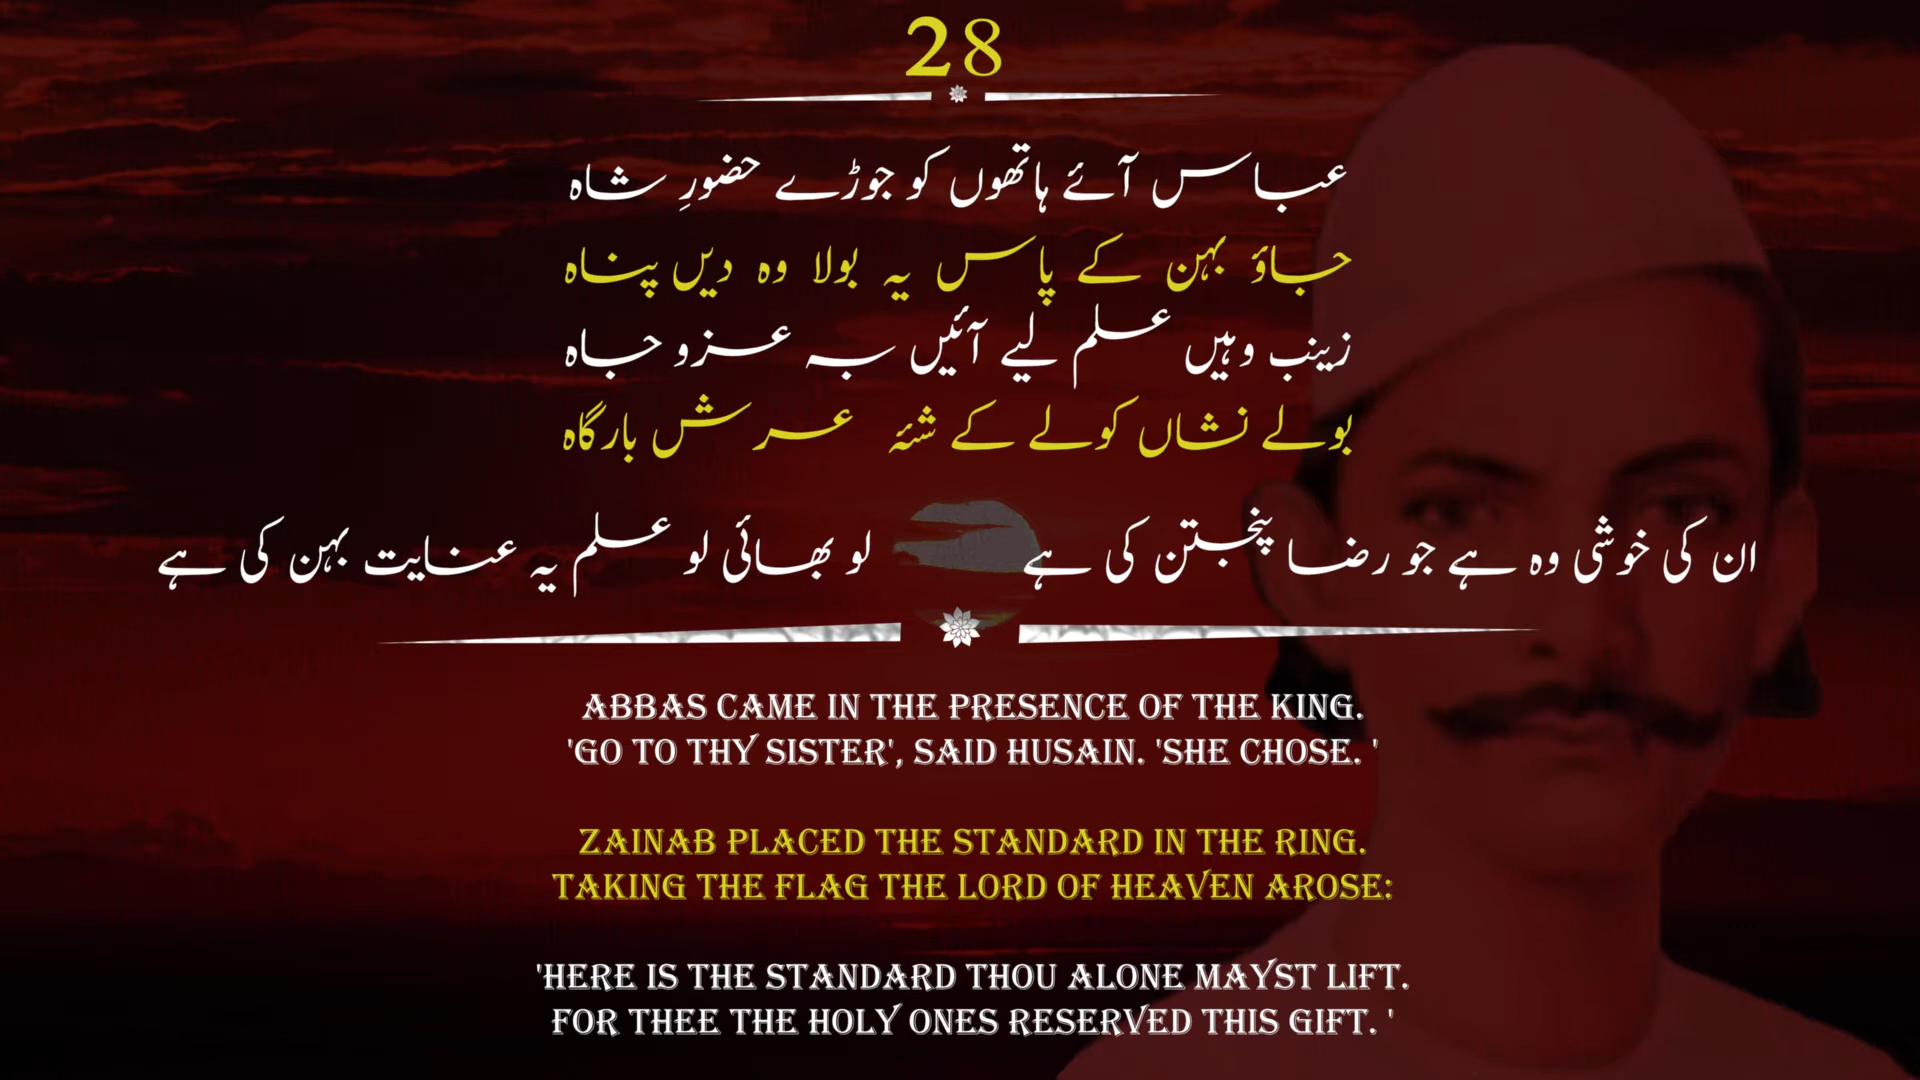 28
عباس آئے ہاتھوں کو جوڑے حضورِ شاہ
جاؤ بہن کے پاس یہ بولا وہ دیں پناہ
زینب وہیں علم لیے آئیں بہ عزو جاہ
بولے نشاں کو لے کے شئہ عرش بارگاہ
ان کی خوشی وہ ہے جو رضا پنجتن کی ہے لو بھائی لو علم یہ عنایت بہن کی ہے
ABBAS CAME IN THE PRESENCE OF THE KING.
'GO TO THY SISTER', SAID HUSAIN. 'SHE CHOSE. '
ZAINAB PLACED THE STANDARD IN THE RING.
TAKING THE FLAG THE LORD OF HEAVEN AROSE:
'HERE IS THE STANDARD THOU ALONE MAYST LIFT.
FOR THEE THE HOLY ONES RESERVED THIS GIFT. '